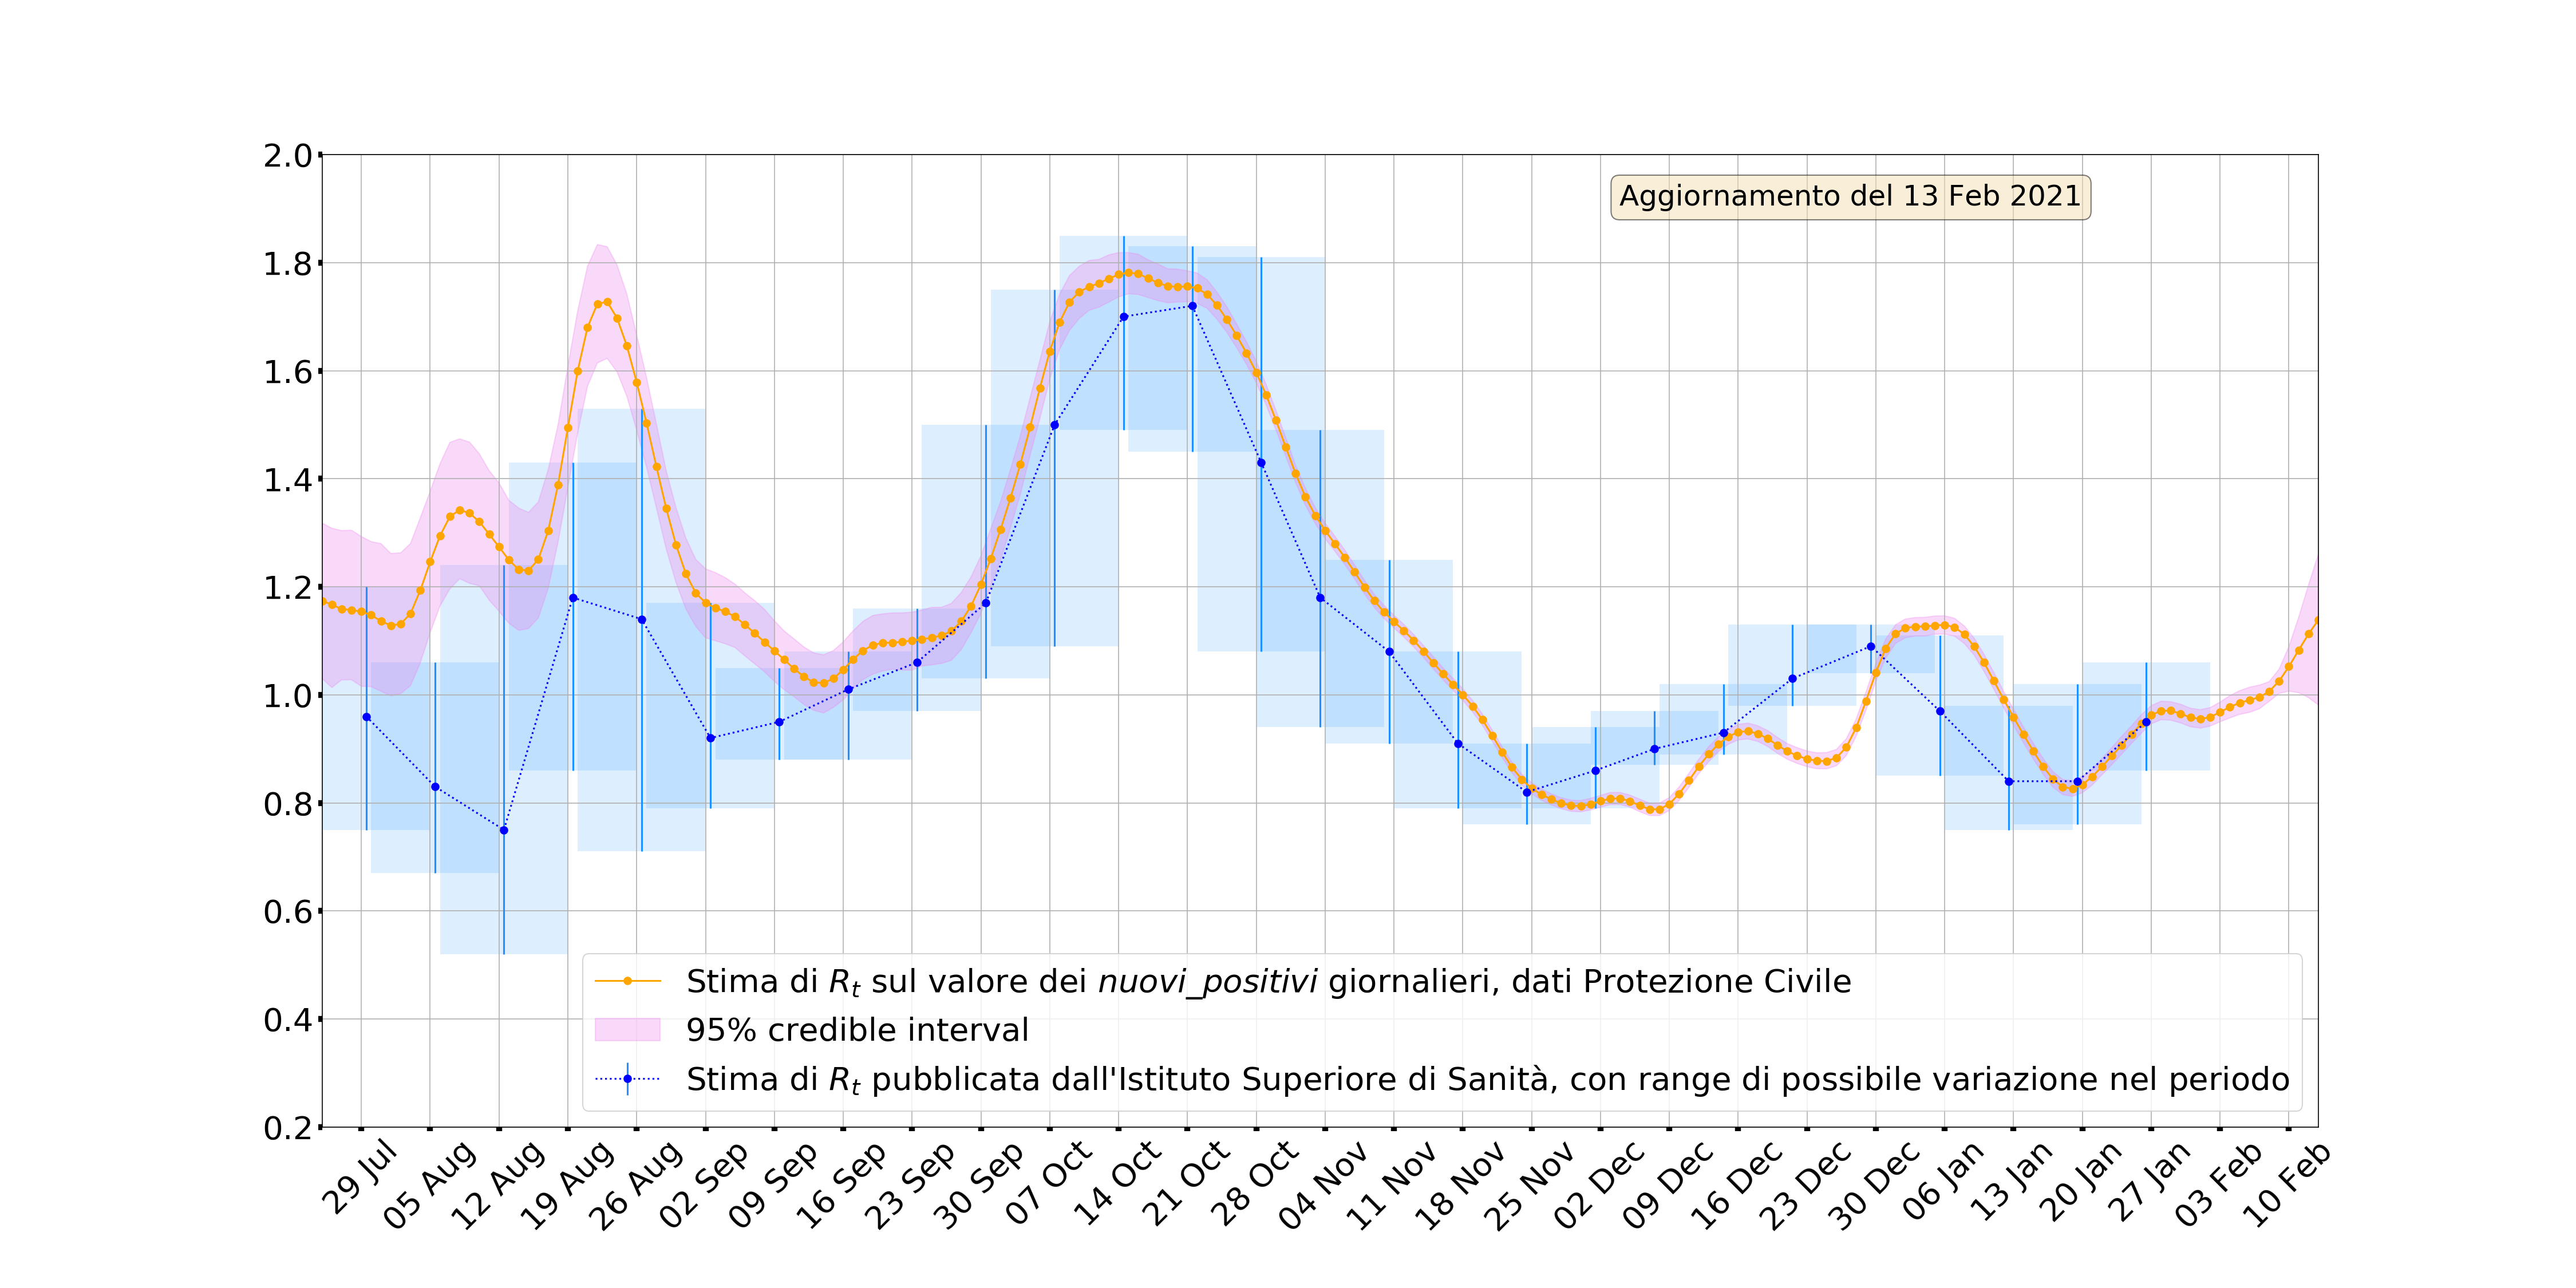 Aggiornamento del 13 Feb 2021
2.0
1.8
1.6
1.4
1.2
1.0
0.8
0.6
0.4
0.2
Stima di Rt sul valore dei nuovi_positivi giornalieri, dati Protezione Civile
95% credible interval
Stima di Rt pubblicata dall'Istituto Superiore di Sanità, con range di possibile variazione nel periodo
29 Jul
05 Aug
12 Aug
19 Aug
26 Aug
02 Sep
09 Sep
16 Sep
23 Sep
30 Sep
07 Oct
14 Oct
21 Oct
28 Oct
04 Nov
11 Nov
18 Nov
25 Nov
02 Dec
09 Dec
16 Dec
23 Dec
30 Dec
06 Jan
13 Jan
20 Jan
27 Jan
03 Feb
10 Feb